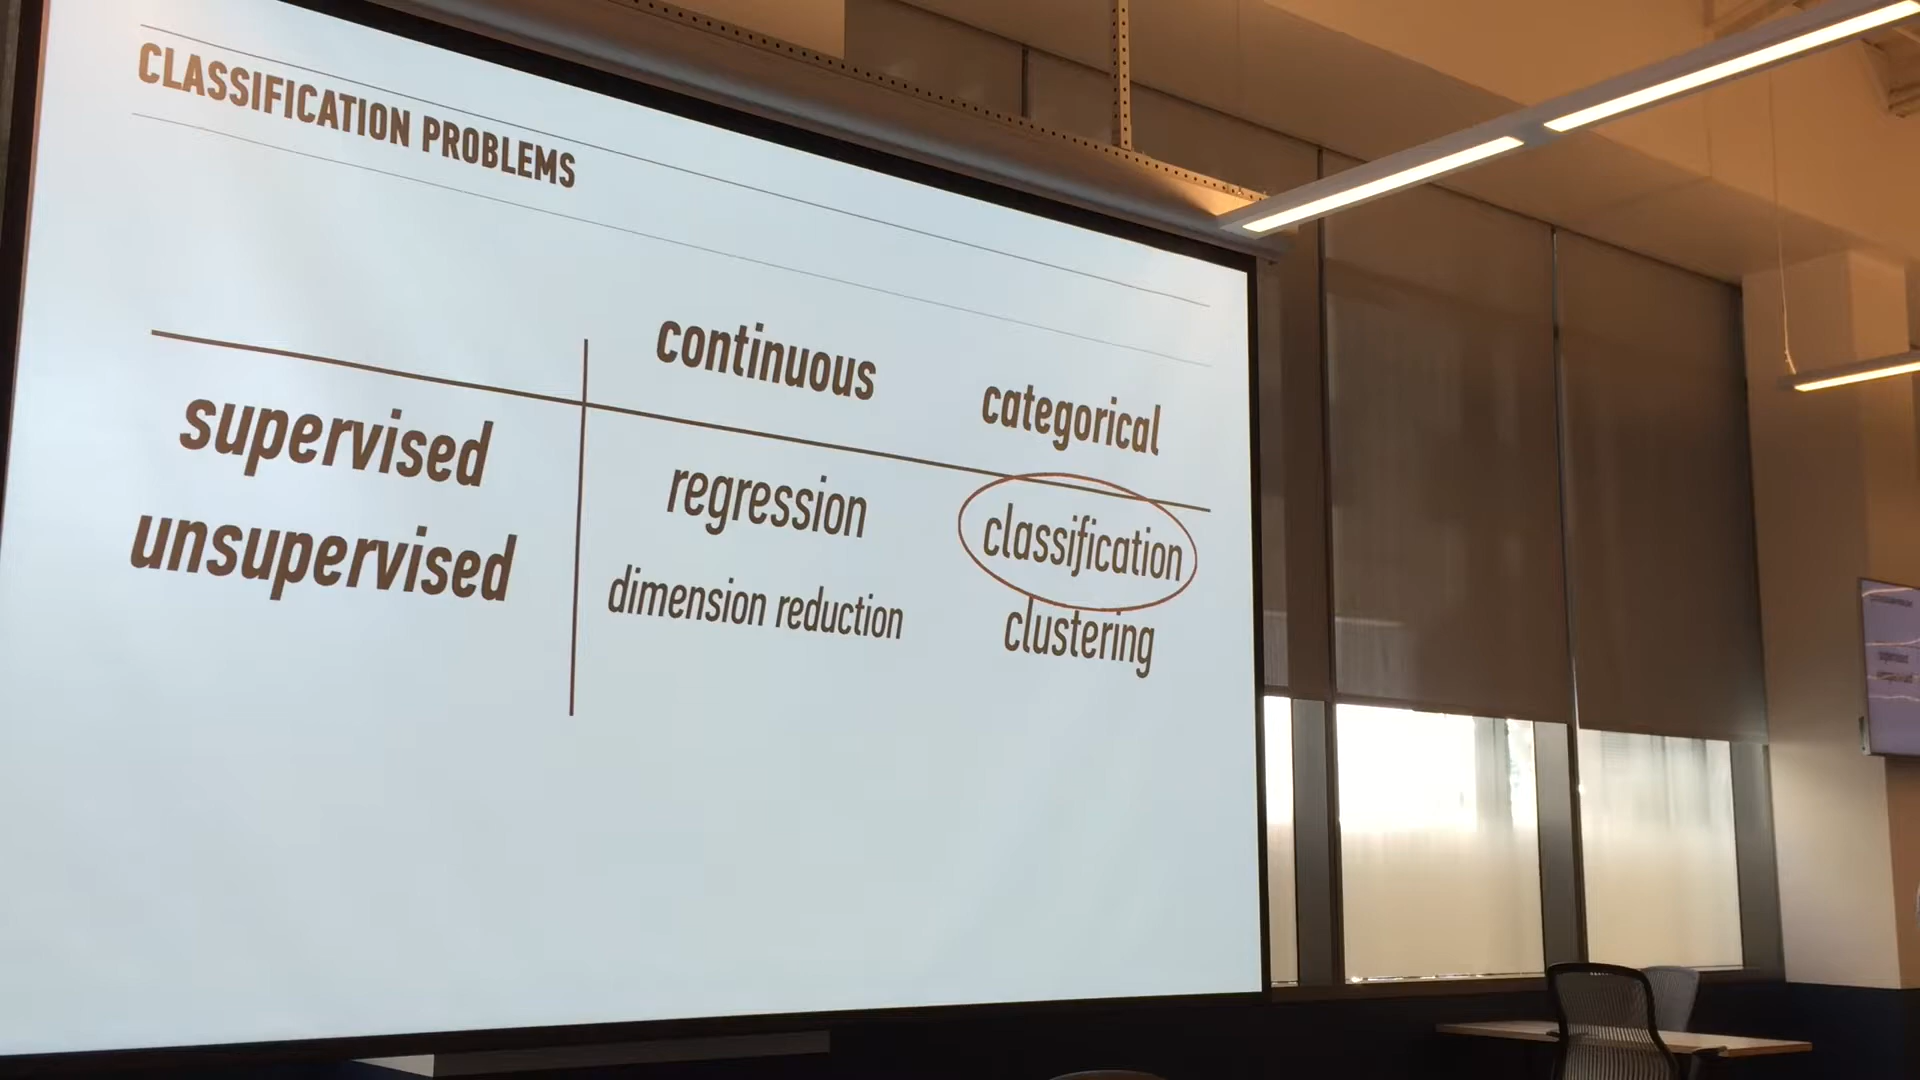 CLASSIFICATION PROBLEMS
continuous categorical
supervised regression classification
unsupervised dimension reduction clustering